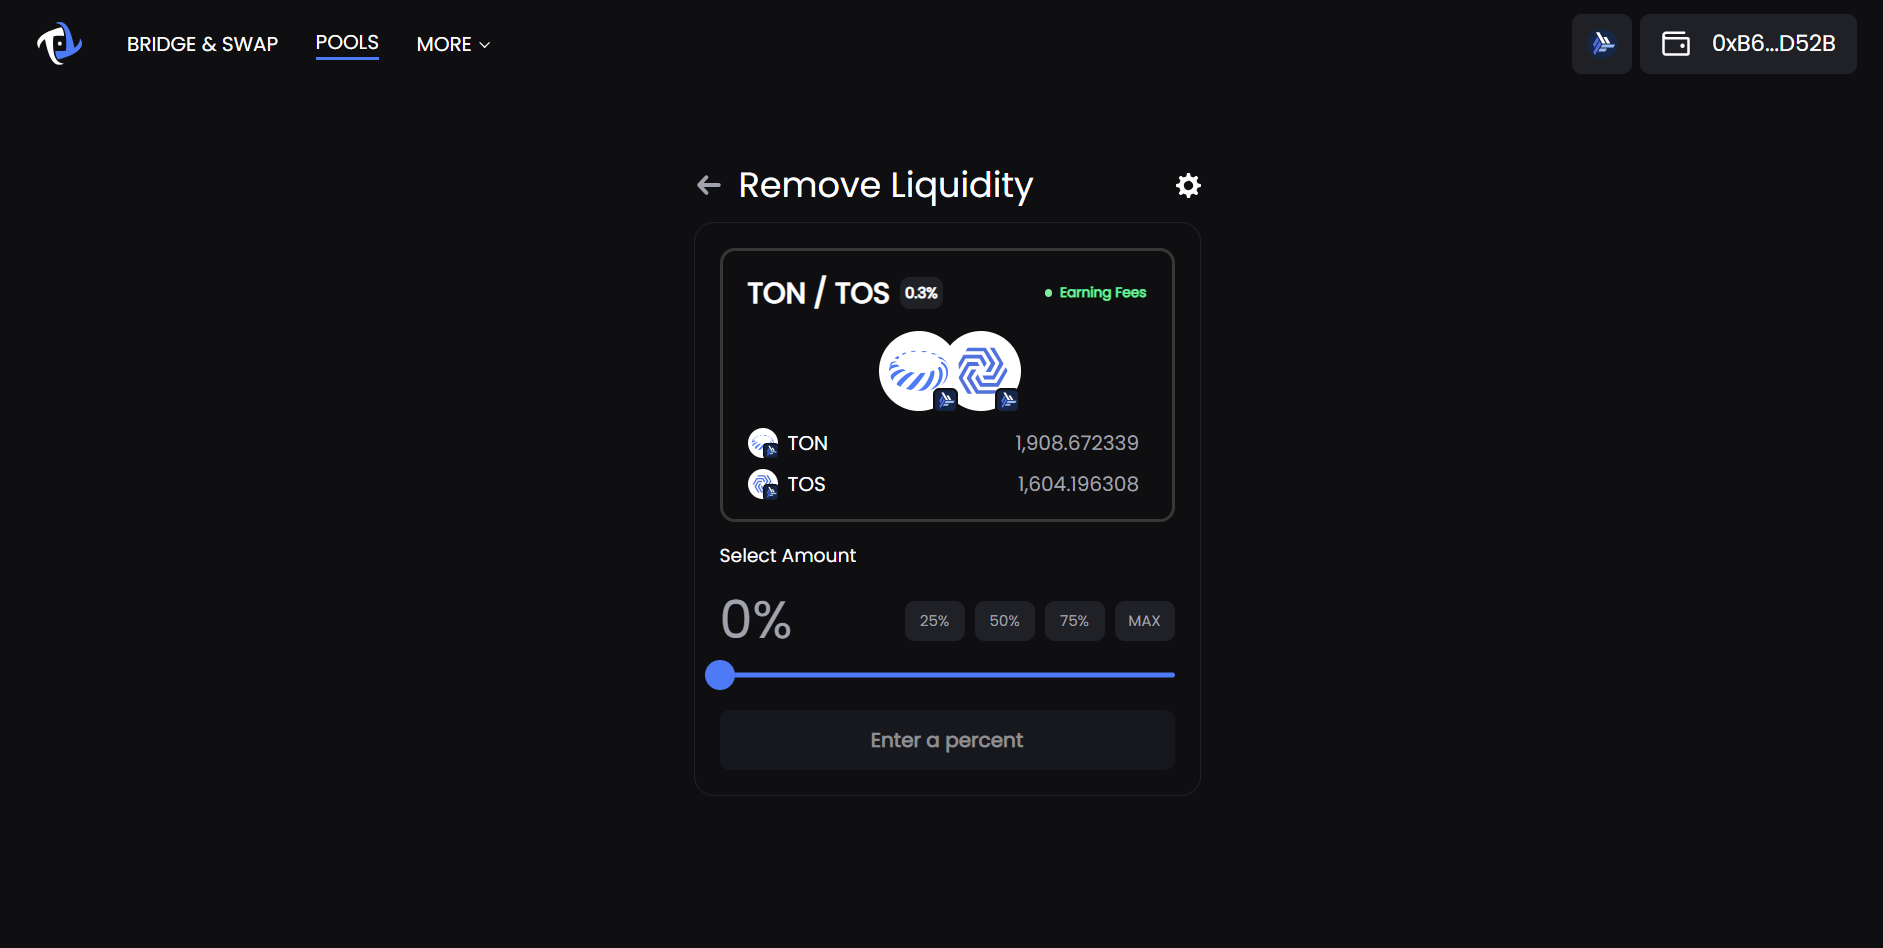 BRIDGE & SWAP
POOLS
MORE
0xB6...D52B
Remove Liquidity
TON / TOS
0.3%
Earning Fees
TON
1,908.672339
TOS
1,604.196308
Select Amount
0%
25%
50%
75%
MAX
Enter a percent